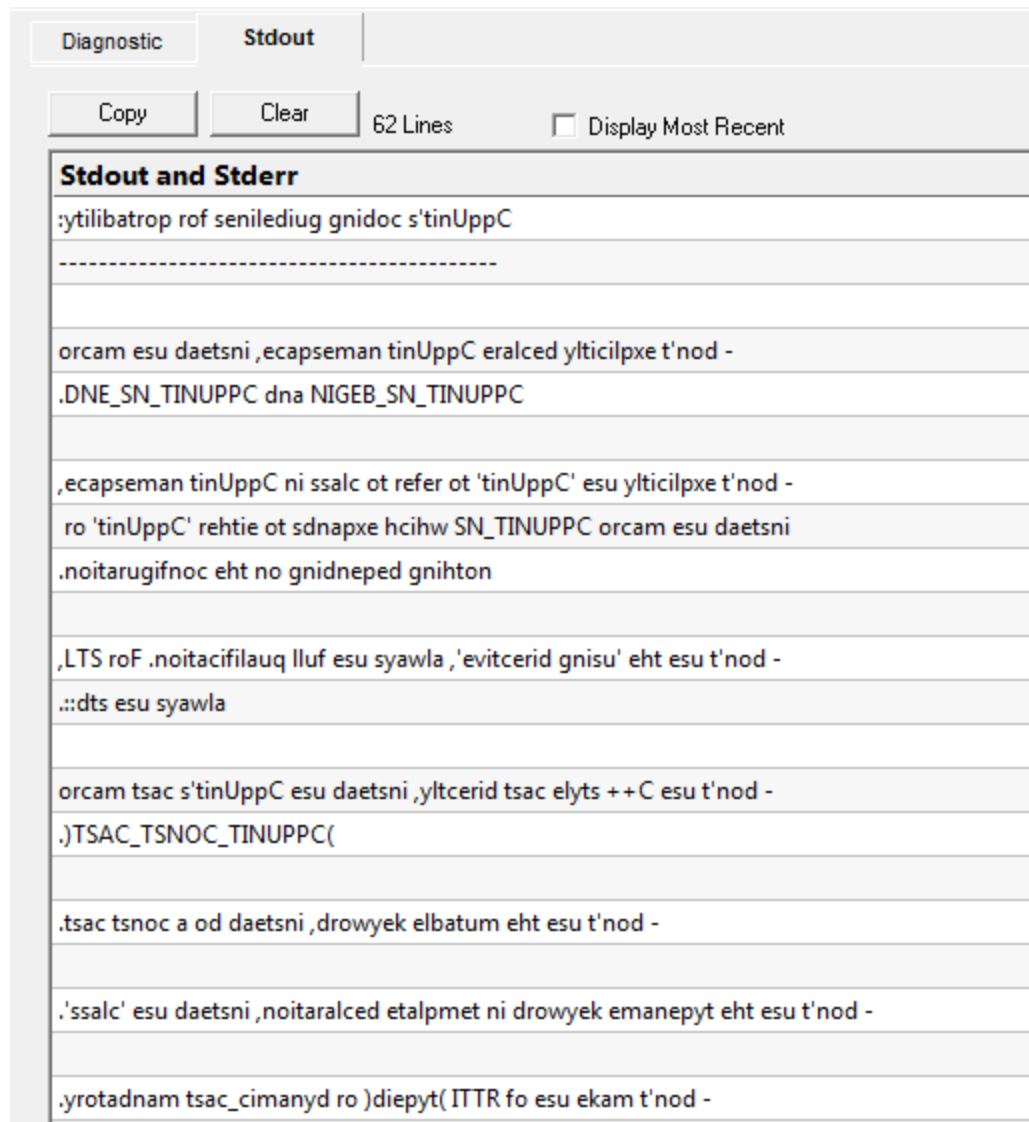 Diagnostic
Stdout
Copy
Clear
62 Lines
Display Most Recent
Stdout and Stderr
:ytilibatrop rof senilediug gnidoc s'tinUppC
--------------------------------------------
orcam esu daetsni ,ecapseman tinUppC eralced ylticilpxe t'nod -
.DNE_SN_TINUPPC dna NIGEB_SN_TINUPPC
,ecapseman tinUppC ni ssalc ot refer ot 'tinUppC' esu ylticilpxe t'nod -
ro 'tinUppC' rehtie ot sdnapxe hcihw SN_TINUPPC orcam esu daetsni
.noitarugifnoc eht no gnidneped gnihton
,LTS roF .noitacifilauq lluf esu syawla ,'evitcerid gnisu' eht esu t'nod -
.::dts esu syawla
orcam tsac s'tinUppC esu daetsni ,yltcerid tsac elyts ++C esu t'nod -
.)TSAC_TSNOC_TINUPPC(
.tsac tsnoc a od daetsni ,drowyek elbatum eht esu t'nod -
.'ssalc' esu daetsni ,noitaralced etalpmet ni drowyek emanepyt eht esu t'nod -
.yrotadnam tsac_cimanyd ro )diepyt( ITTR fo esu ekam t'nod -